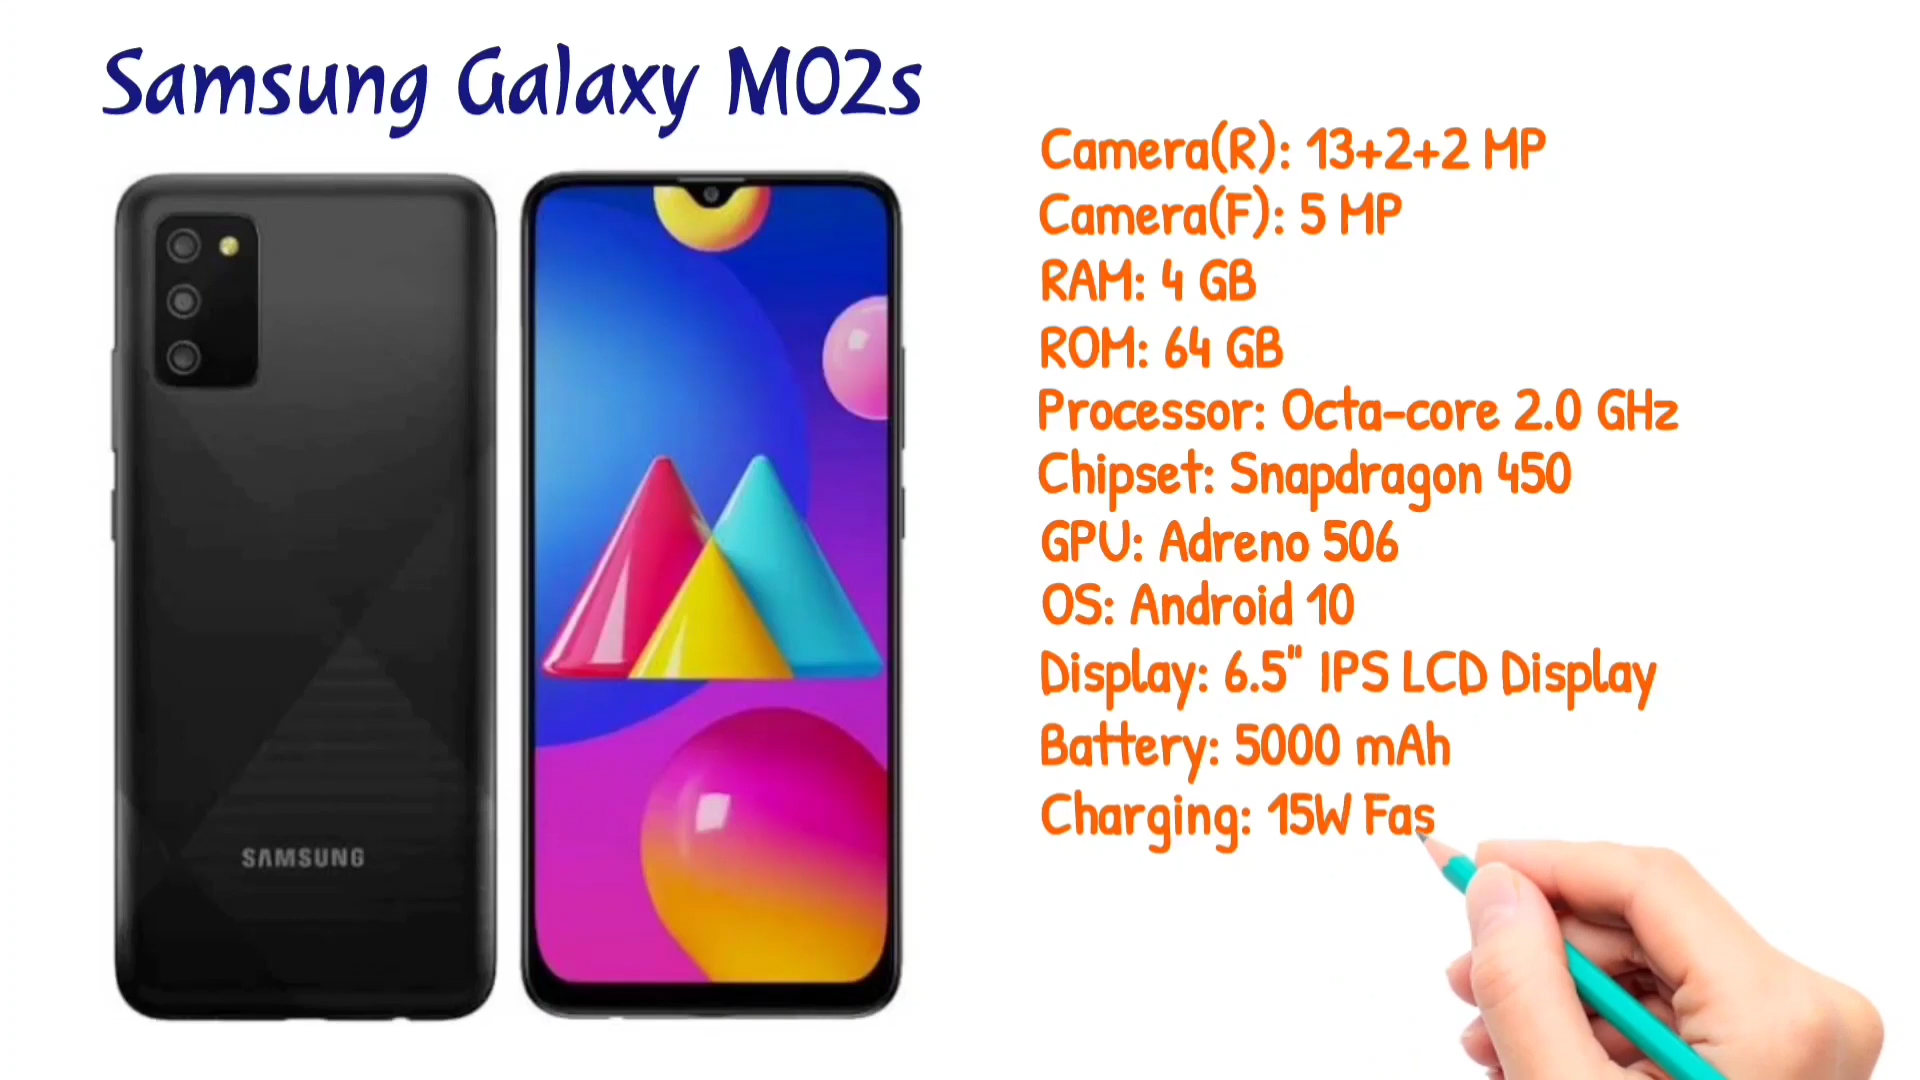 Samsung Galaxy M02s
Camera(R): 13+2+2 MP
Camera(F): 5 MP
RAM: 4 GB
ROM: 64 GB
Processor: Octa-core 2.0 GHz
Chipset: Snapdragon 450
GPU: Adreno 506
OS: Android 10
Display: 6.5" IPS LCD Display
Battery: 5000 mAh
Charging: 15W Fas
SAMSUNG